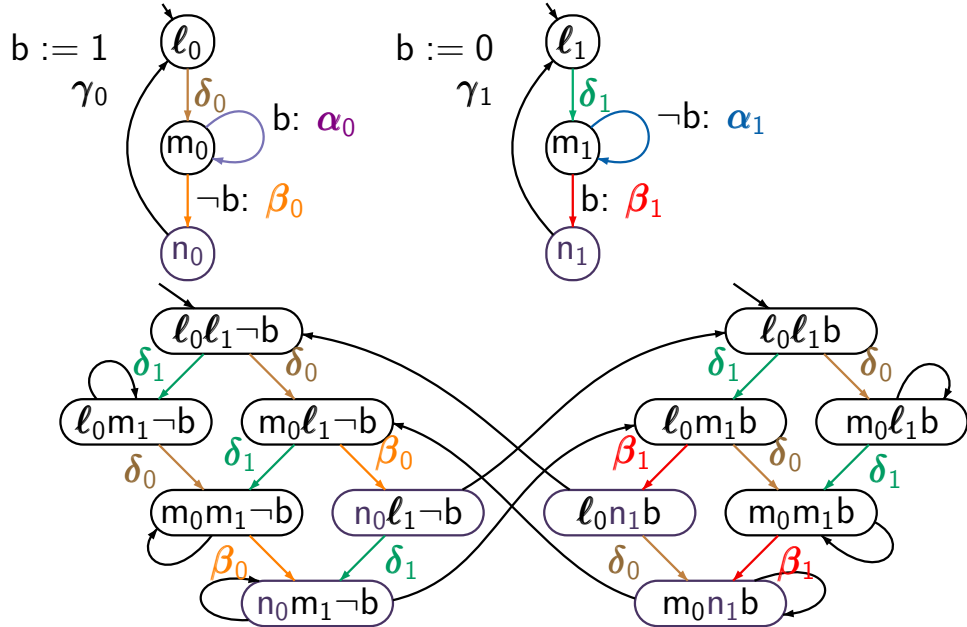 b := 1 ℓ₀ b := 0 ℓ₁
γ₀ γ₁
δ₀ δ₁
b: α₀ ¬b: α₁
m₀ m₁
¬b: β₀ b: β₁
n₀ n₁
ℓ₀ℓ₁¬b ℓ₀ℓ₁b
δ₁ δ₀ δ₁ δ₀
ℓ₀m₁¬b m₀ℓ₁¬b ℓ₀m₁b m₀ℓ₁b
δ₀ δ₁ β₀ β₁ δ₀ δ₁
m₀m₁¬b n₀ℓ₁¬b ℓ₀n₁b m₀m₁b
β₀ δ₁ δ₀ β₁
n₀m₁¬b m₀n₁b